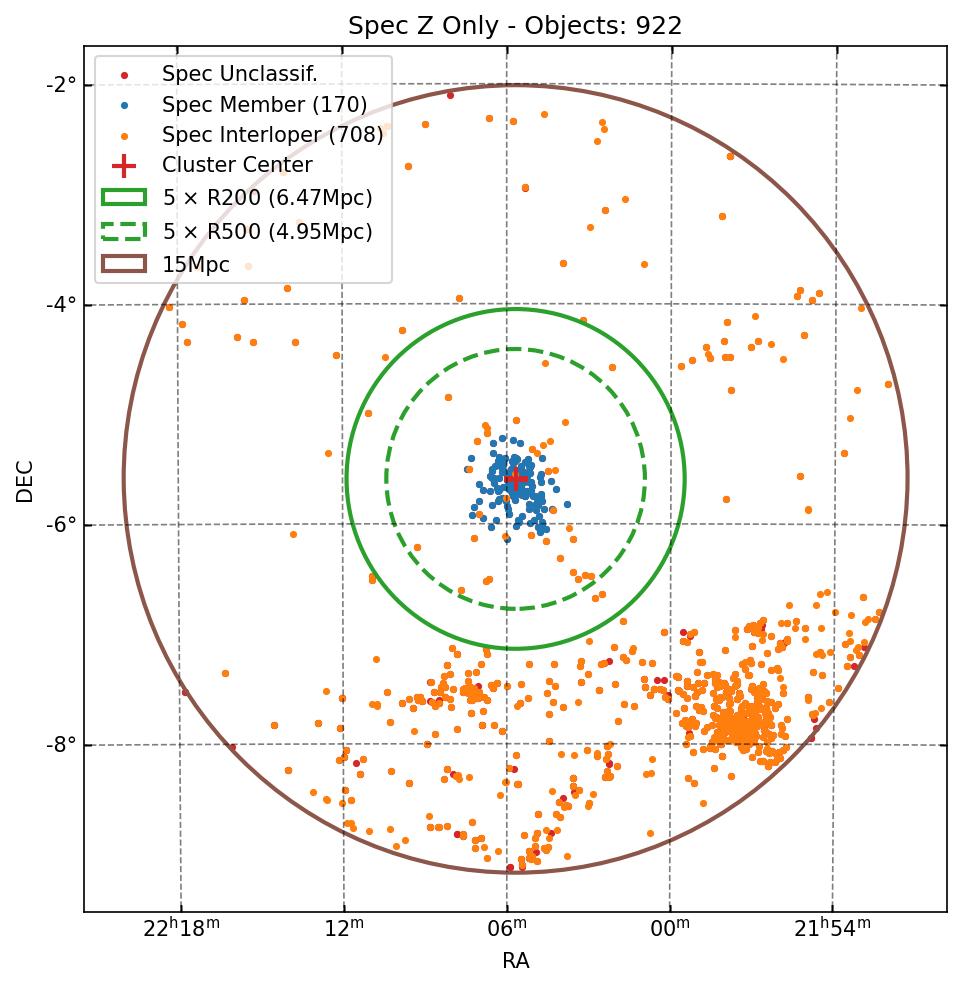 Spec Z Only - Objects: 922
Spec Unclassif.
Spec Member (170)
Spec Interloper (708)
Cluster Center
5 × R200 (6.47Mpc)
5 × R500 (4.95Mpc)
15Mpc
-2°
-4°
-6°
-8°
DEC
22ʰ18ᵐ
12ᵐ
06ᵐ
00ᵐ
21ʰ54ᵐ
RA